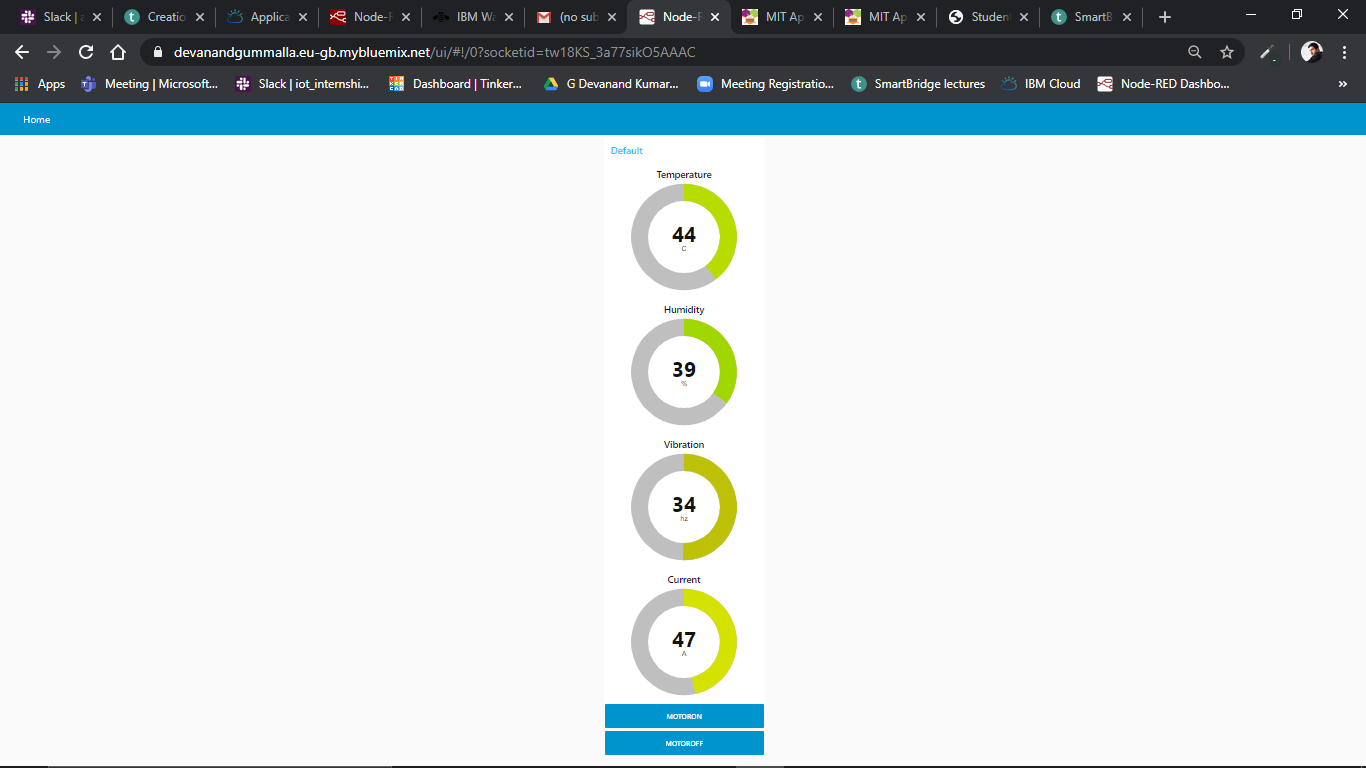 Slack | a
Creatio
Applica
Node-R
IBM Wa
(no sub
Node-R
MIT Ap
MIT Ap
Student
SmartB
devanandgummalla.eu-gb.mybluemix.net/ui/#!/0?socketid=tw18KS_3a77sikO5AAAC
Apps
Meeting | Microsoft...
Slack | iot_internshi...
Dashboard | Tinker...
G Devanand Kumar...
Meeting Registratio...
SmartBridge lectures
IBM Cloud
Node-RED Dashbo...
»
Home
Default
Temperature
44
C
Humidity
39
%
Vibration
34
hz
Current
47
A
MOTORON
MOTOROFF